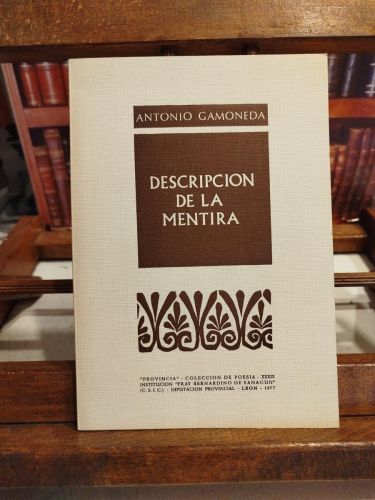 ANTONIO GAMONEDA
DESCRIPCION
DE LA
MENTIRA
"PROVINCIA" - COLECCION DE POESIA - XXXIX
INSTITUCION "FRAY BERNARDINO DE SAHAGUN"
(C.S.I.C.) - DIPUTACION PROVINCIAL - LEON - 1977